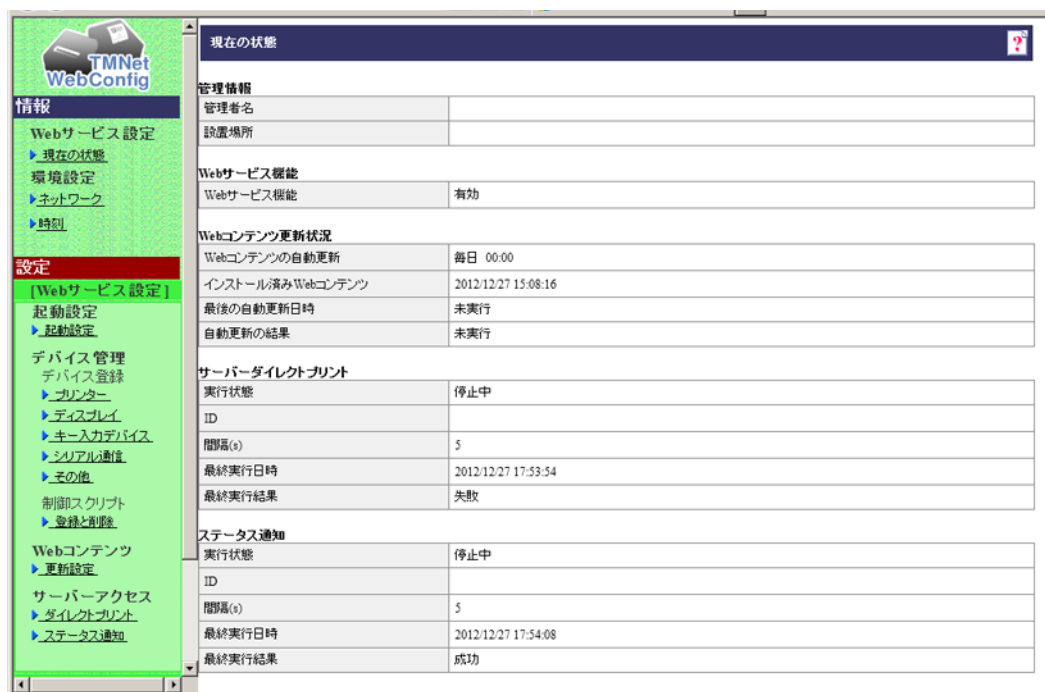 TMNet
WebConfig
情報
Webサービス設定
現在の状態
環境設定
ネットワーク
時刻
設定
[Webサービス設定]
起動設定
起動設定
デバイス管理
デバイス登録
プリンター
ディスプレイ
キー入力デバイス
シリアル通信
その他
制御スクリプト
登録と削除
Webコンテンツ
更新設定
サーバーアクセス
ダイレクトプリント
ステータス通知
現在の状態
?
管理情報
管理者名
設置場所
Webサービス機能
Webサービス機能 有効
Webコンテンツ更新状況
Webコンテンツの自動更新 毎日 00:00
インストール済みWebコンテンツ 2012/12/27 15:08:16
最後の自動更新日時 未実行
自動更新の結果 未実行
サーバーダイレクトプリント
実行状態 停止中
ID
間隔(s) 5
最終実行日時 2012/12/27 17:53:54
最終実行結果 失敗
ステータス通知
実行状態 停止中
ID
間隔(s) 5
最終実行日時 2012/12/27 17:54:08
最終実行結果 成功